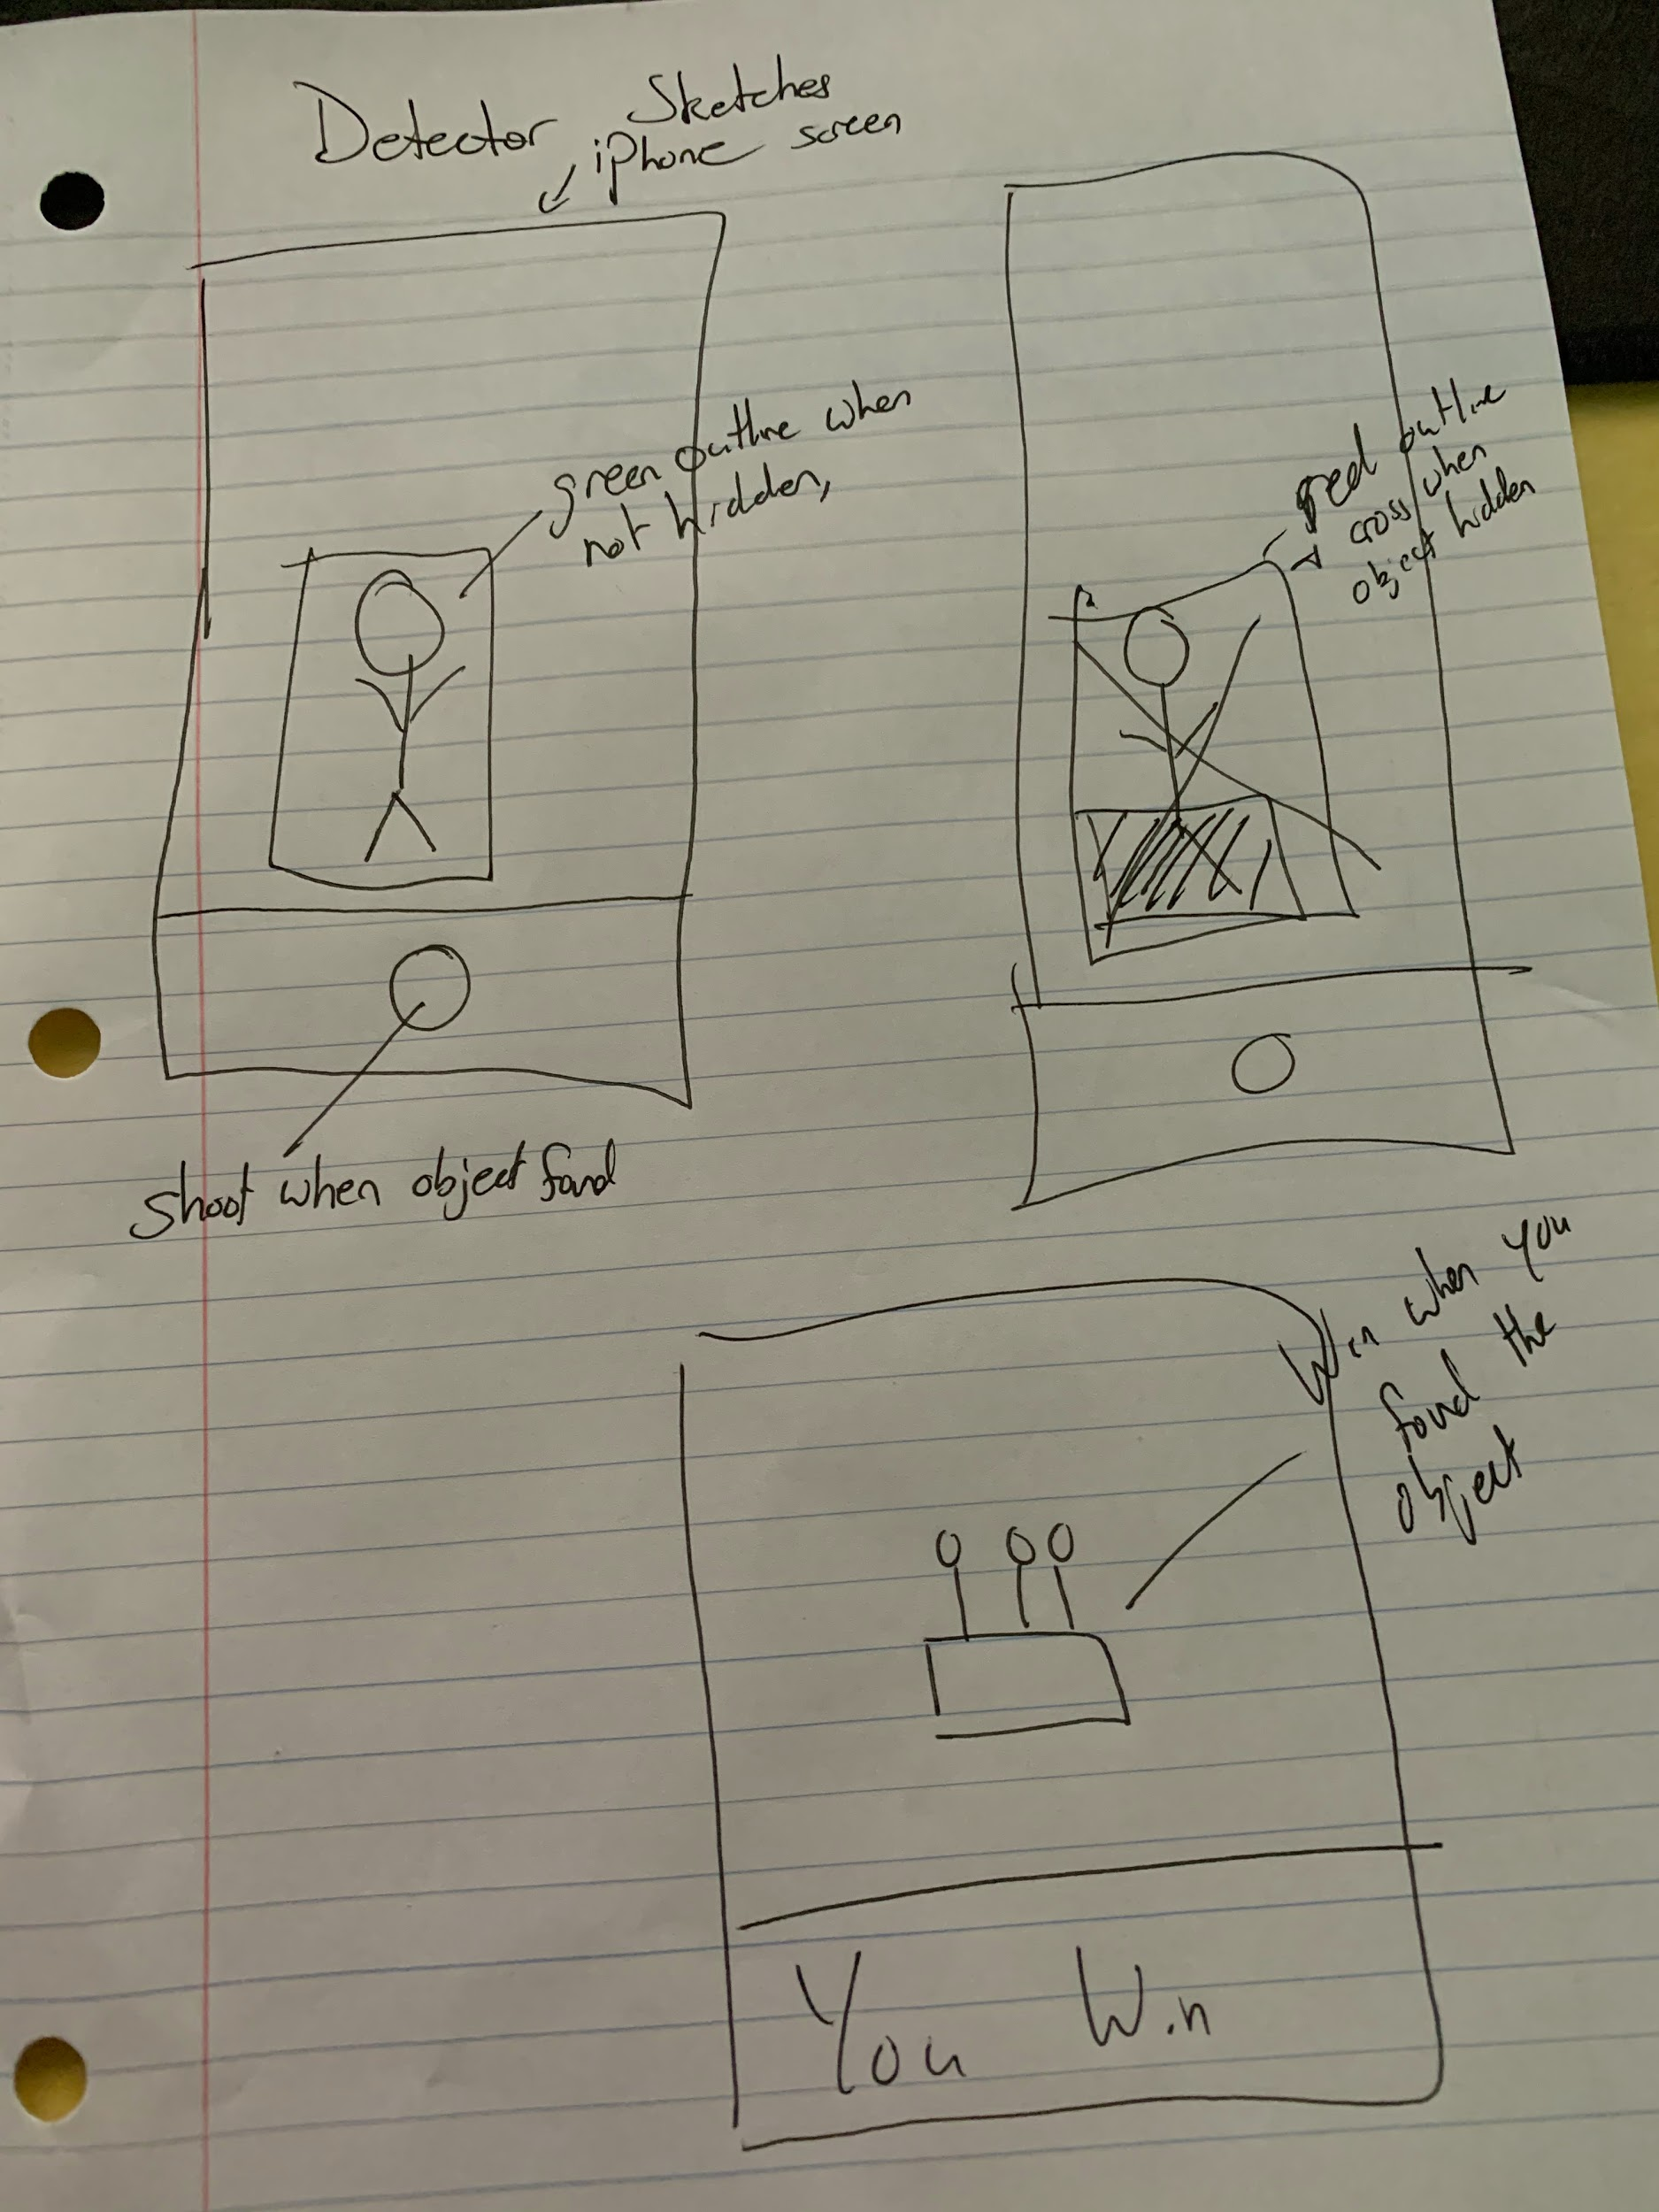 Detector Sketches
iPhone screen
green outline when
not hidden,
red outline
cross when
object hidden
Shoot when object found
Win when you
found the
object
You Win